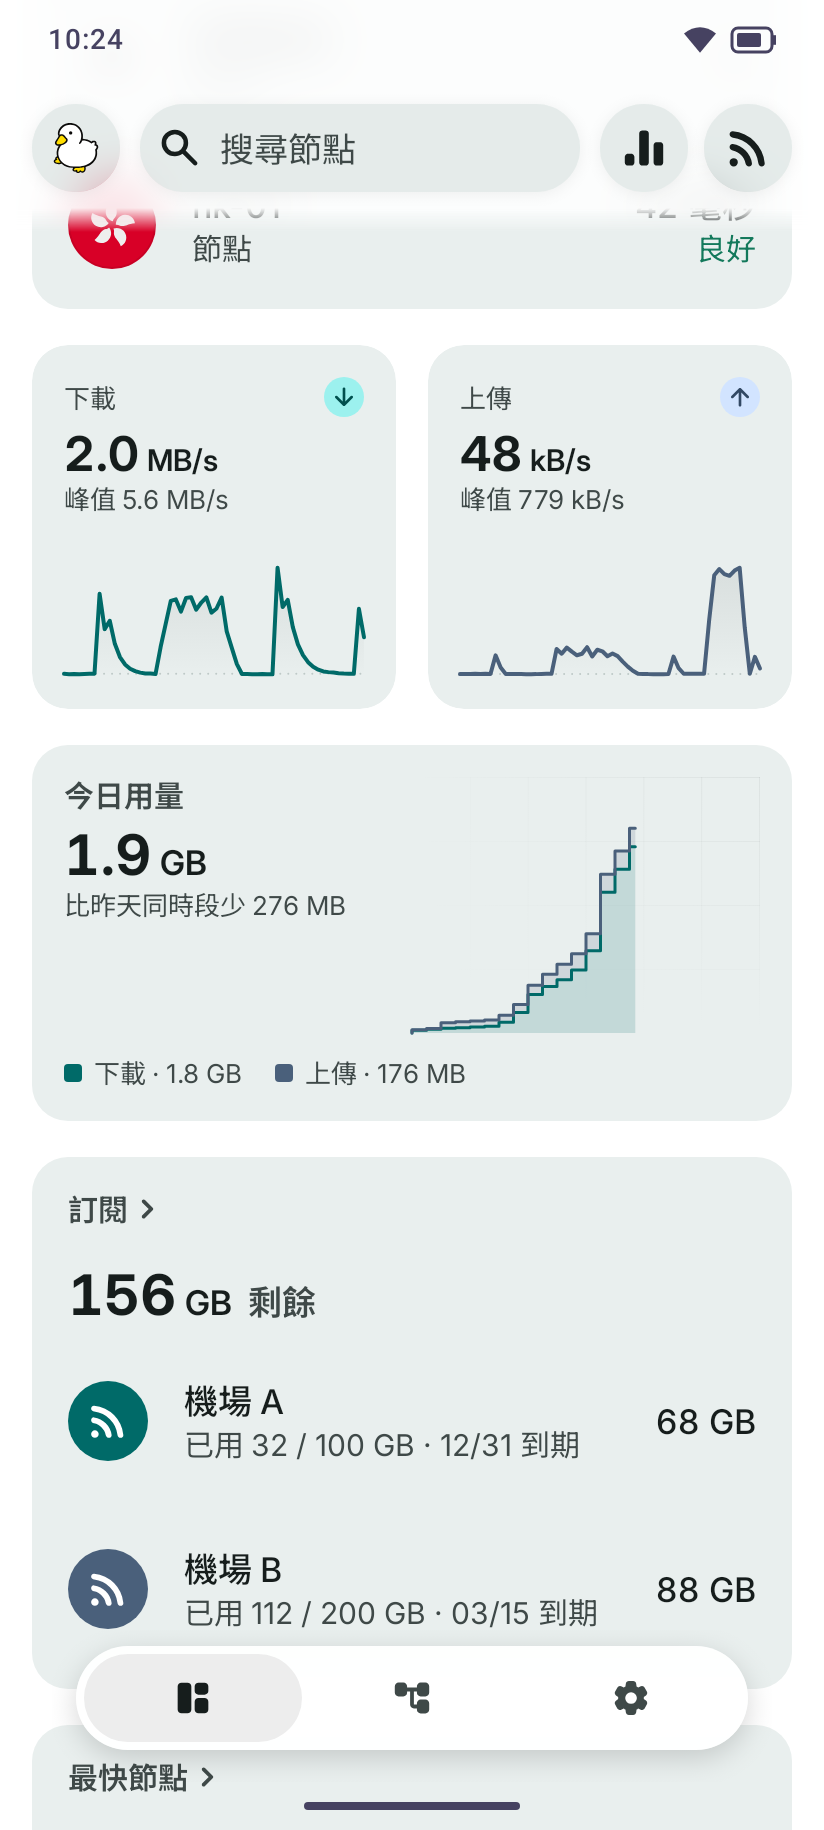 10:24
搜尋節點
節點
良好
下載
2.0 MB/s
峰值 5.6 MB/s
上傳
48 kB/s
峰值 779 kB/s
今日用量
1.9 GB
比昨天同時段少 276 MB
下載 · 1.8 GB
上傳 · 176 MB
訂閱
156 GB 剩餘
機場 A
已用 32 / 100 GB · 12/31 到期
68 GB
機場 B
已用 112 / 200 GB · 03/15 到期
88 GB
最快節點